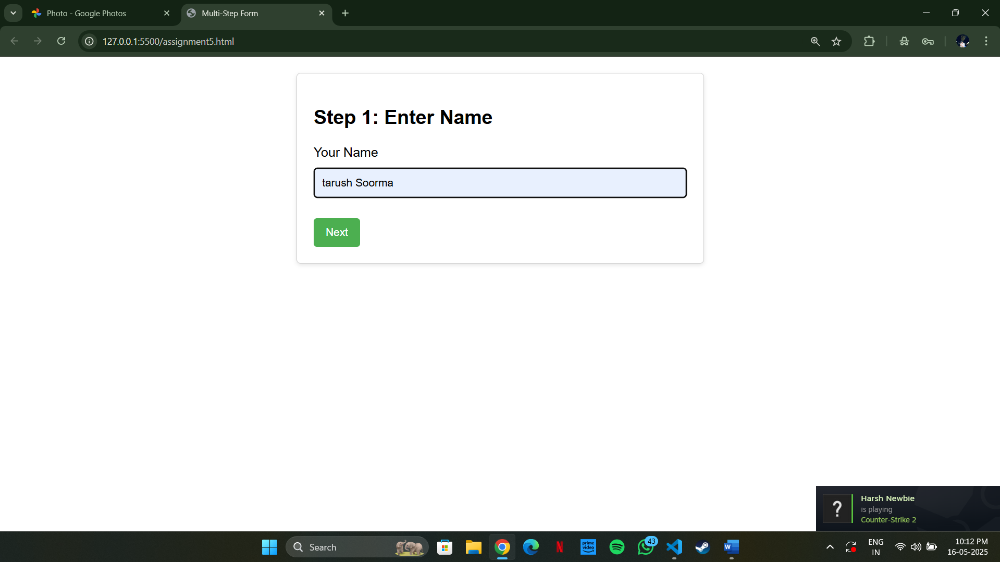 Photo - Google Photos
Multi-Step Form
127.0.0.1:5500/assignment5.html
Step 1: Enter Name
Your Name
tarush Soorma
Next
?
Harsh Newbie
is playing
Counter-Strike 2
Search
N
prime video
43
W
ENG
IN
10:12 PM
16-05-2025